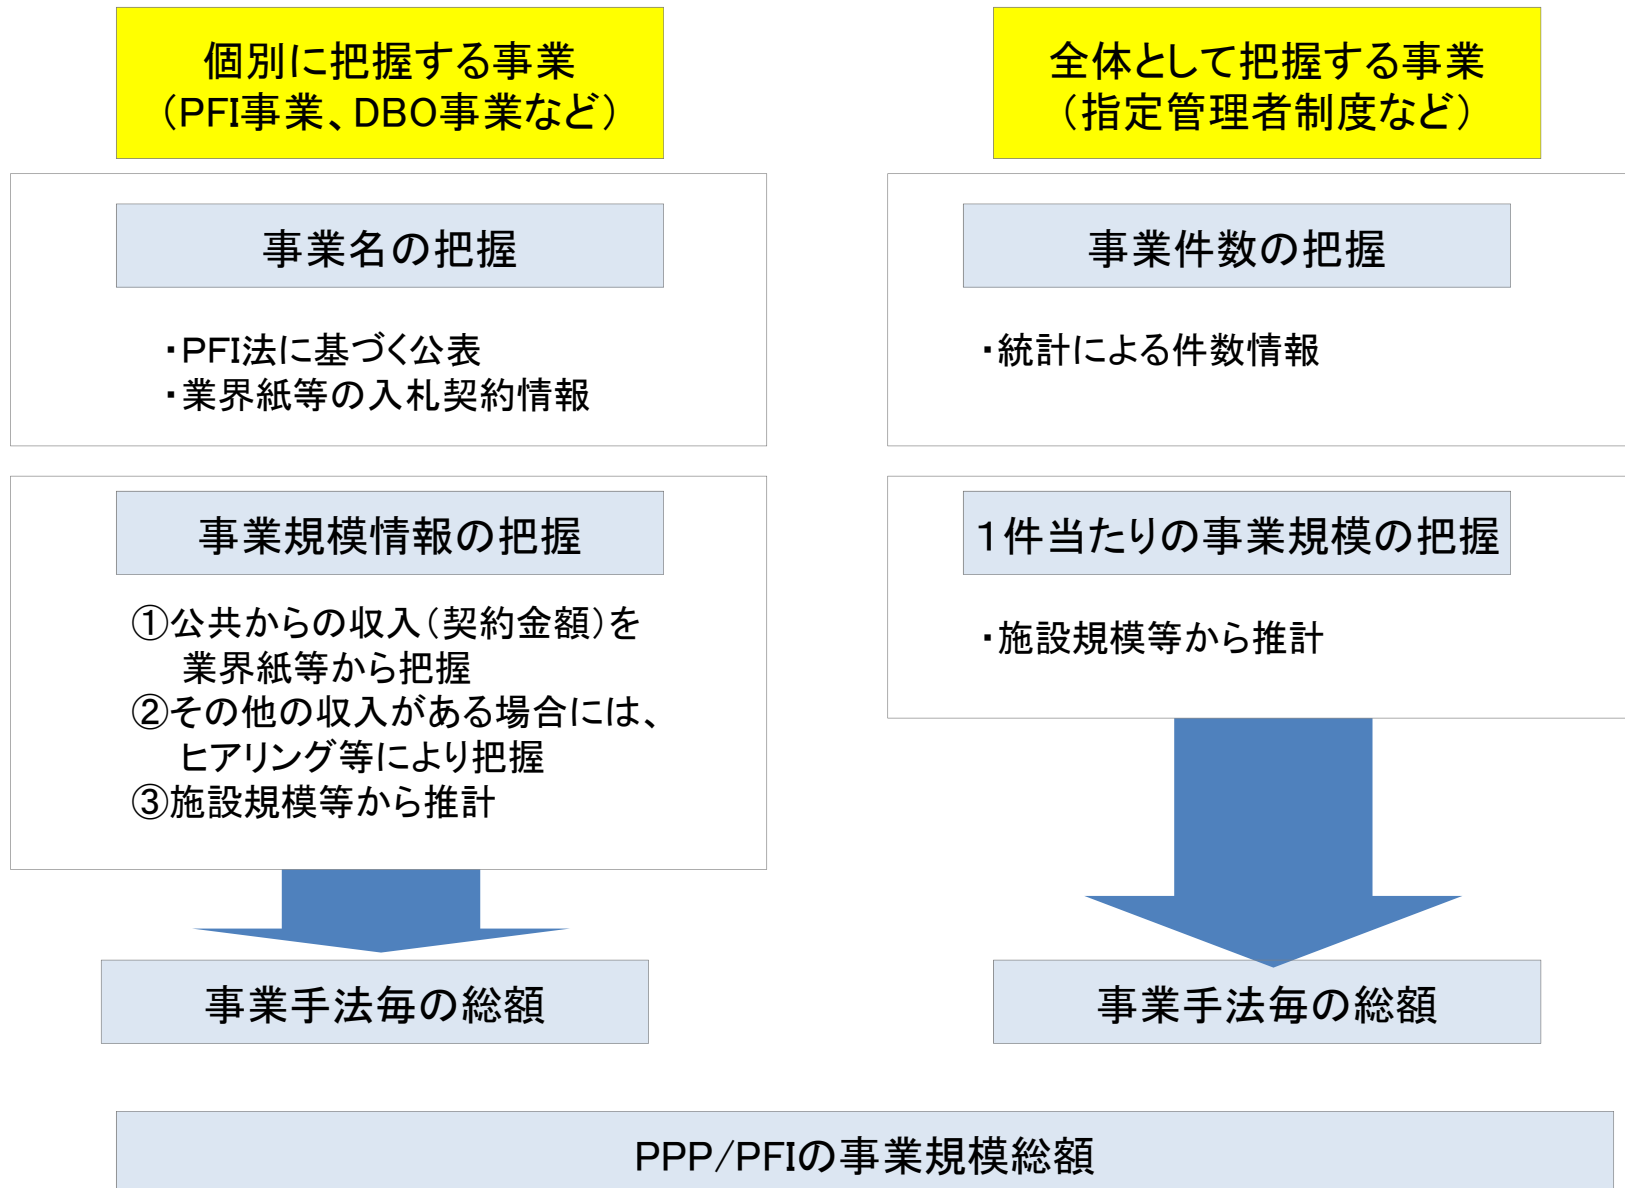 個別に把握する事業
（PFI事業、DBO事業など）
事業名の把握
・PFI法に基づく公表
・業界紙等の入札契約情報
事業規模情報の把握
①公共からの収入（契約金額）を
業界紙等から把握
②その他の収入がある場合には、
ヒアリング等により把握
③施設規模等から推計
事業手法毎の総額
全体として把握する事業
（指定管理者制度など）
事業件数の把握
・統計による件数情報
１件当たりの事業規模の把握
・施設規模等から推計
事業手法毎の総額
PPP/PFIの事業規模総額